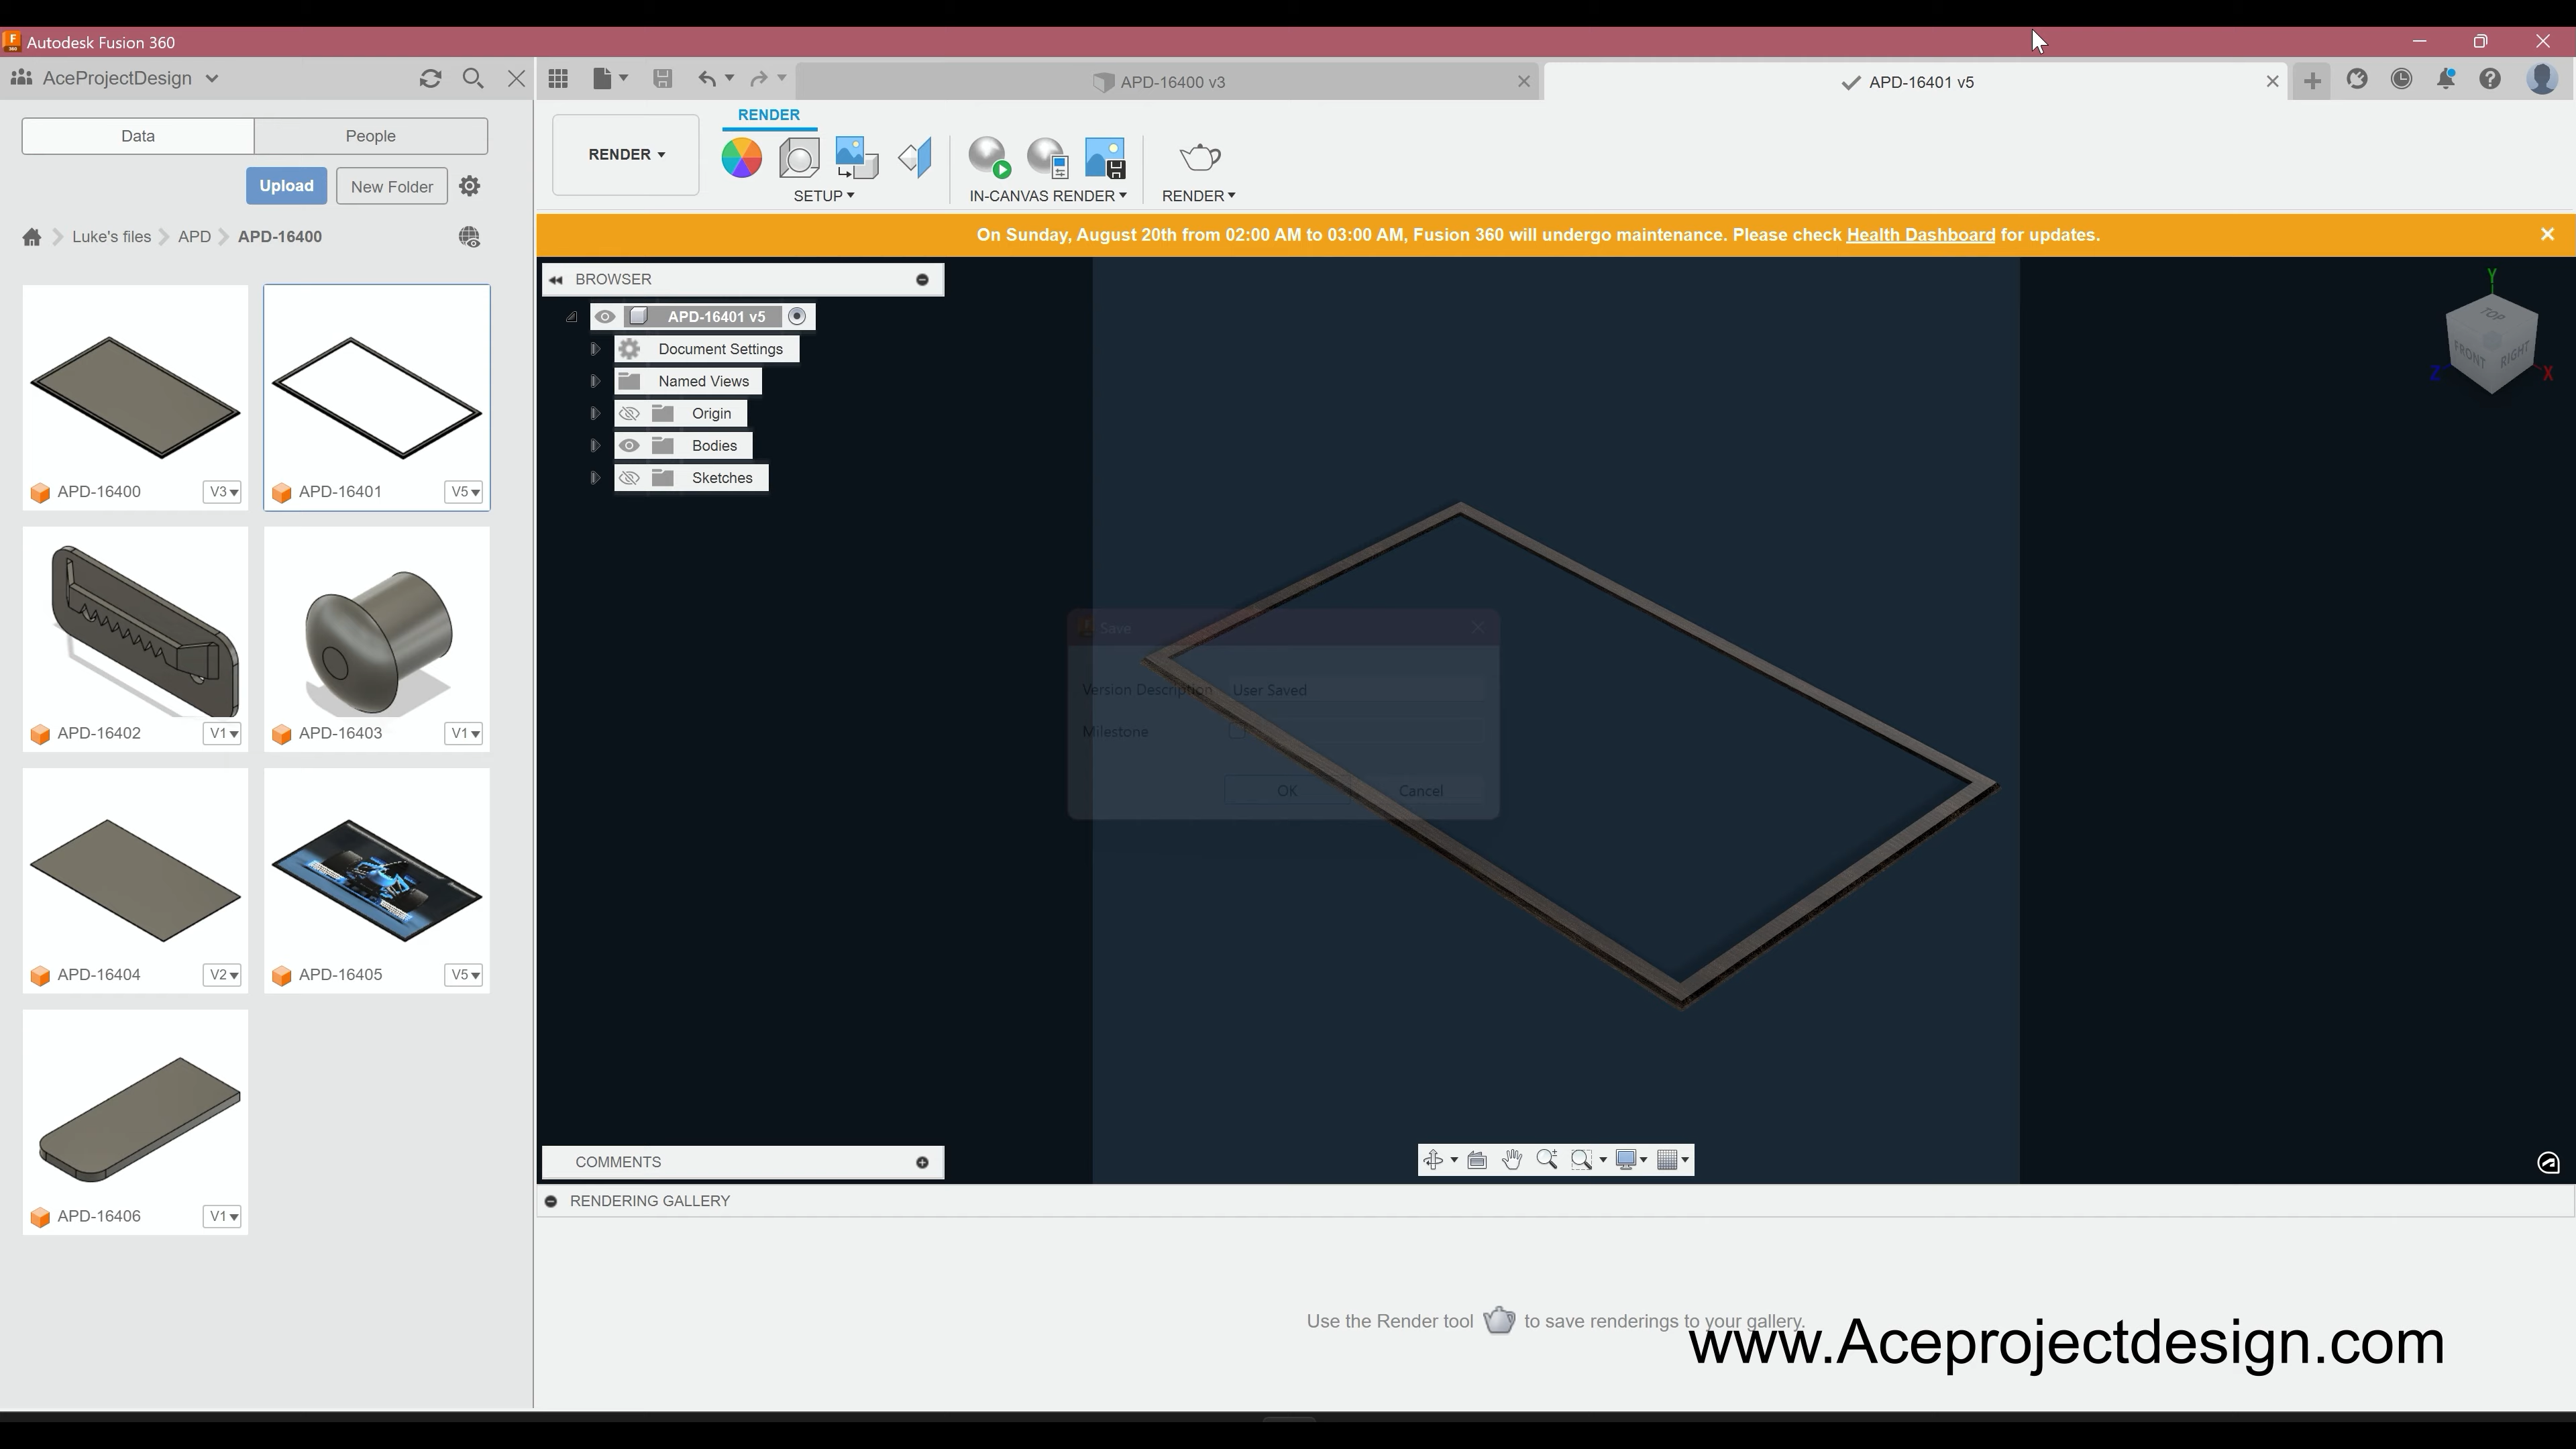 Autodesk Fusion 360
AceProjectDesign
APD-16400 v3
APD-16401 v5
Data
People
Upload
New Folder
Luke's files
APD
APD-16400
RENDER
RENDER
SETUP
IN-CANVAS RENDER
RENDER
On Sunday, August 20th from 02:00 AM to 03:00 AM, Fusion 360 will undergo maintenance. Please check Health Dashboard for updates.
BROWSER
APD-16401 v5
Document Settings
Named Views
Origin
Bodies
Sketches
Y
TOP
FRONT
RIGHT
Z
X
APD-16400
V3
APD-16401
V5
APD-16402
V1
APD-16403
V1
APD-16404
V2
APD-16405
V5
APD-16406
V1
Save
Version Description
User Saved
Milestone
OK
Cancel
COMMENTS
RENDERING GALLERY
Use the Render tool to save renderings to your gallery.
www.Aceprojectdesign.com